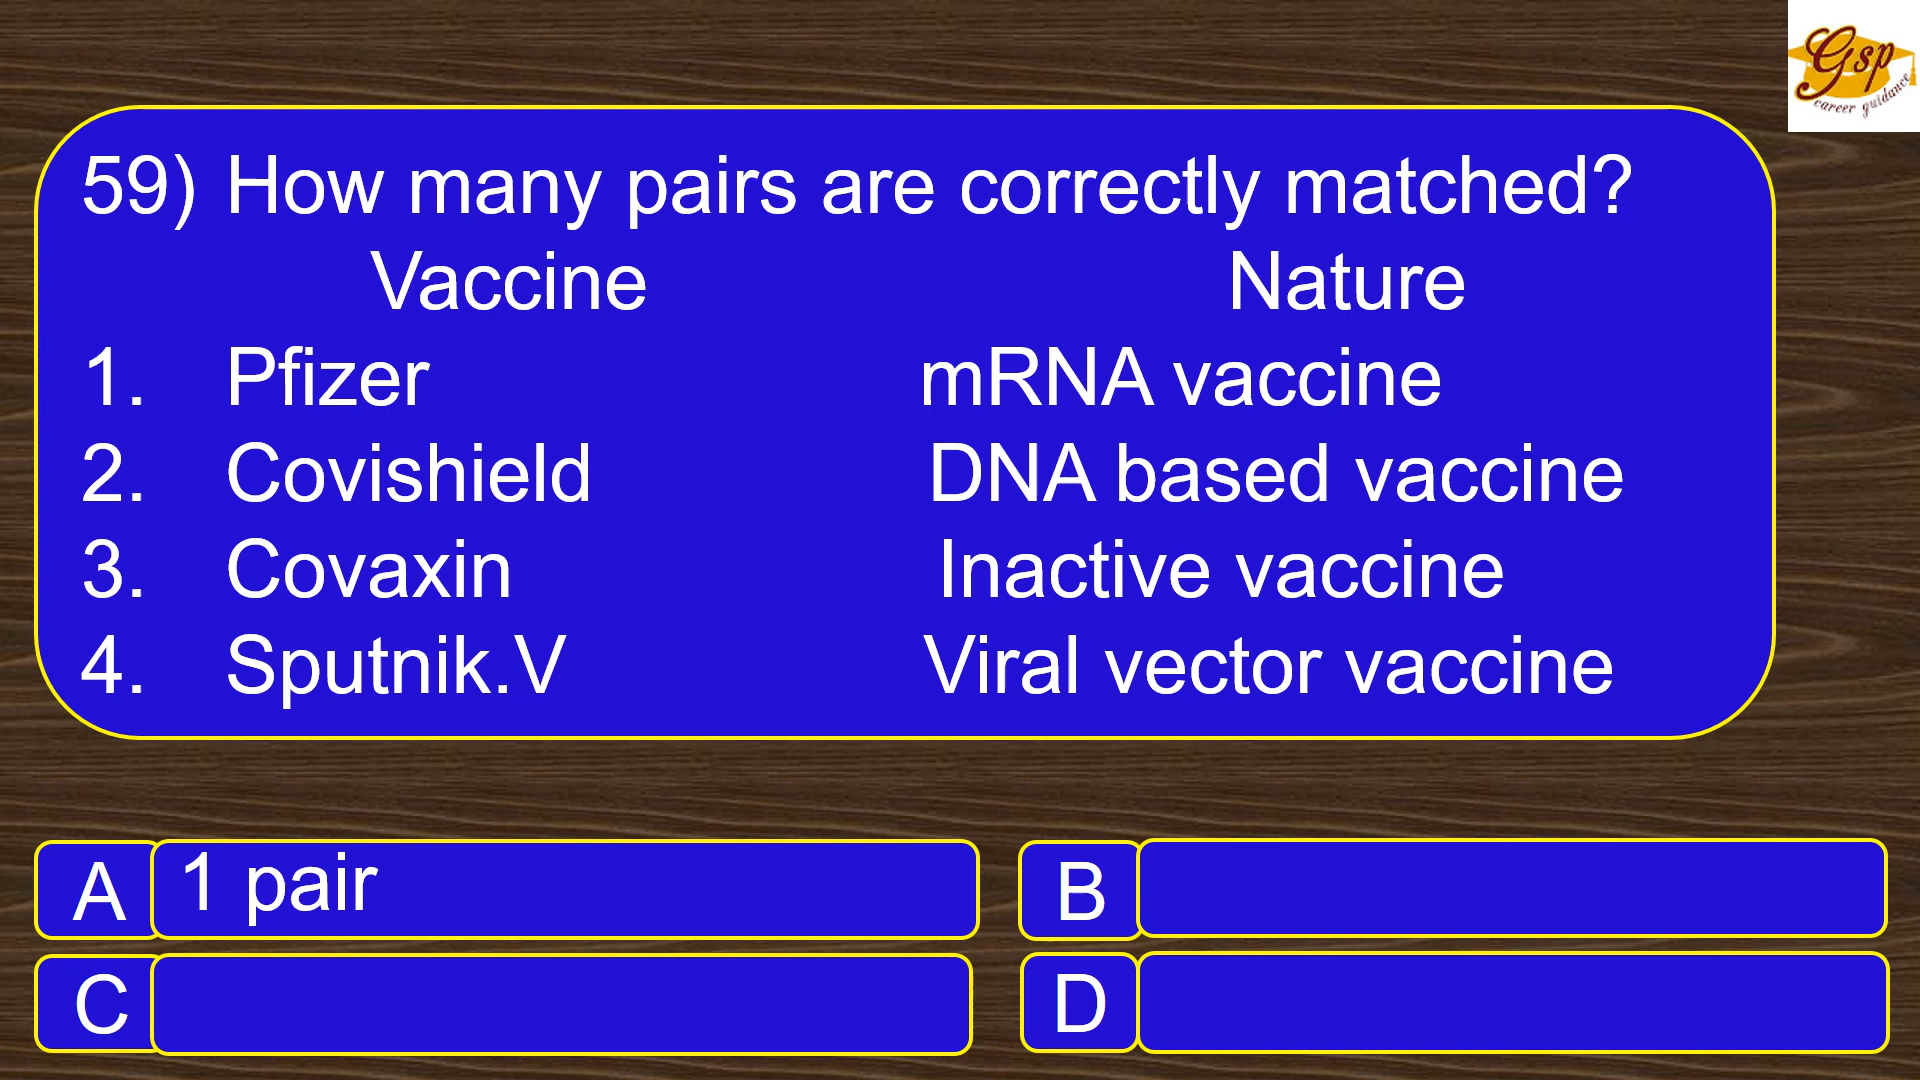 Gsp
career guidance
59) How many pairs are correctly matched?
Vaccine Nature
1. Pfizer mRNA vaccine
2. Covishield DNA based vaccine
3. Covaxin Inactive vaccine
4. Sputnik.V Viral vector vaccine
A 1 pair
B
C
D